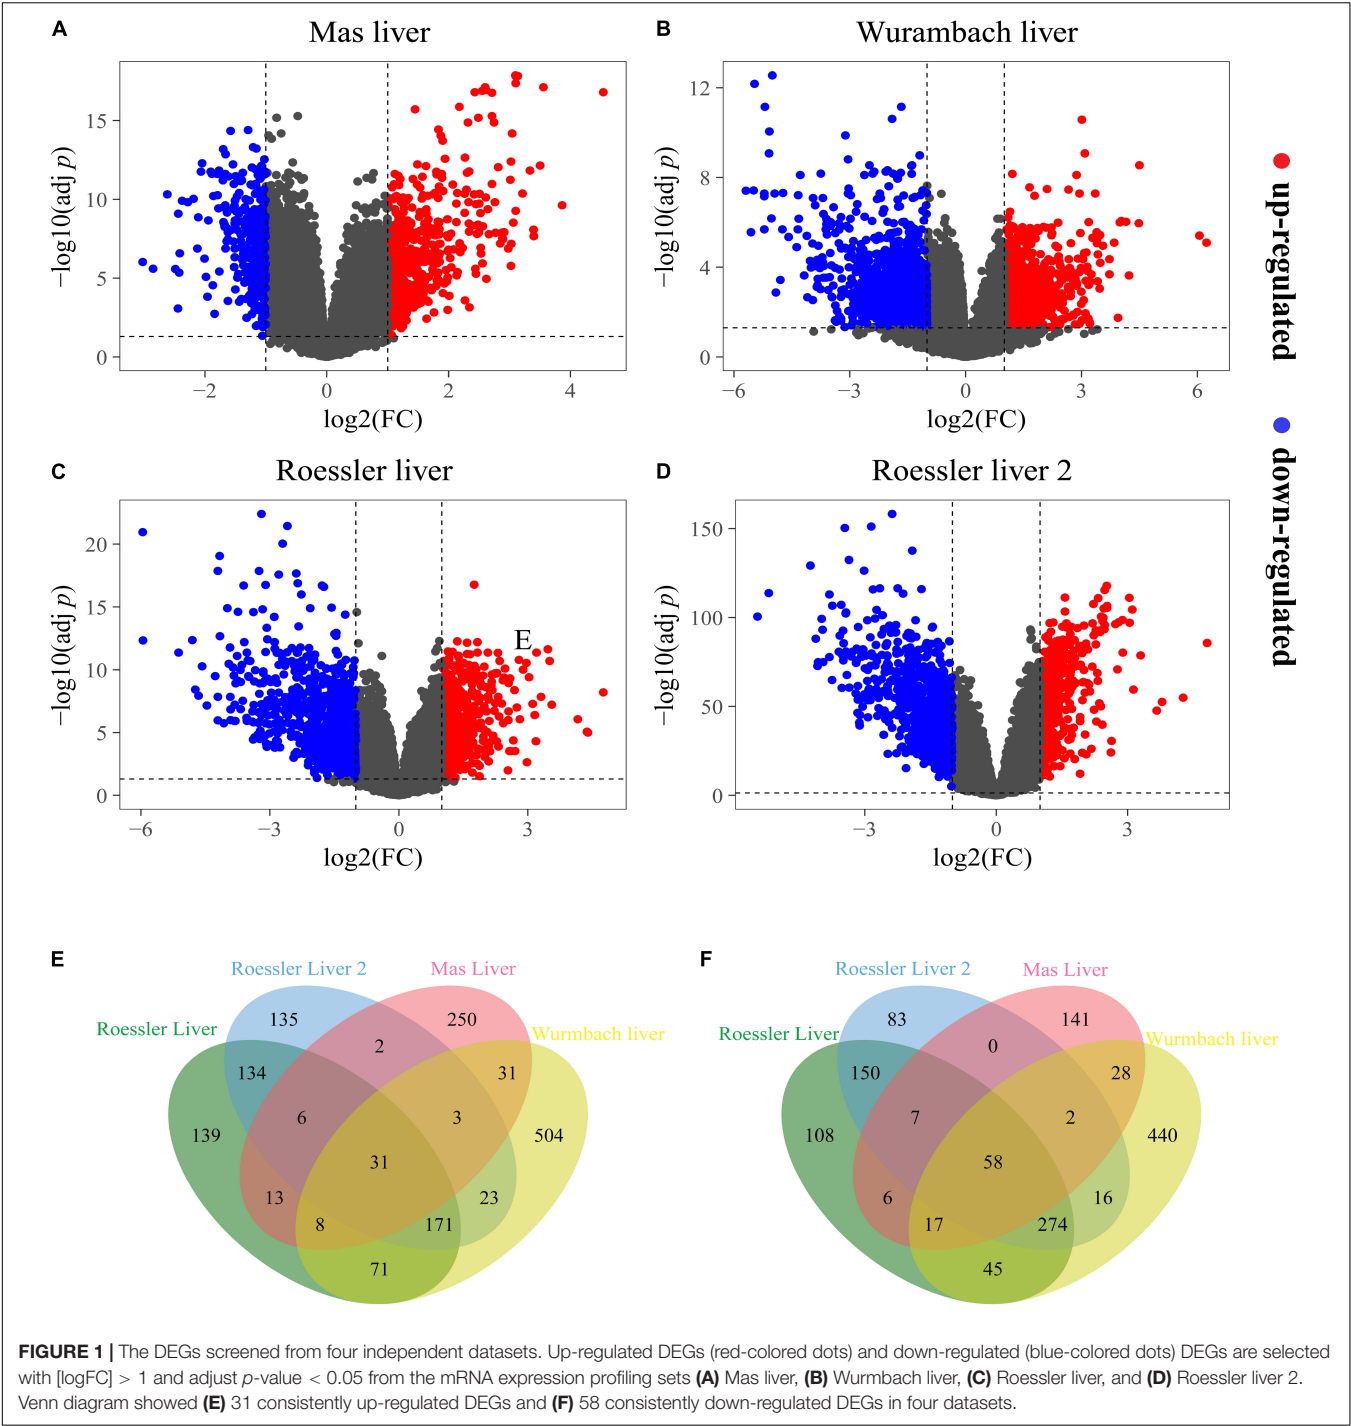 A
Mas liver
−log10(adj p)
15
10
5
0
−2
0
2
4
log2(FC)
B
Wurambach liver
−log10(adj p)
12
8
4
0
−6
−3
0
3
6
log2(FC)
up-regulated
down-regulated
C
Roessler liver
−log10(adj p)
20
15
10
5
0
E
−6
−3
0
3
log2(FC)
D
Roessler liver 2
−log10(adj p)
150
100
50
0
−3
0
3
log2(FC)
E
Roessler Liver 2
Mas Liver
Roessler Liver
Wurmbach liver
135
250
2
134
31
6
3
139
504
31
13
23
8
171
71
F
Roessler Liver 2
Mas Liver
Roessler Liver
Wurmbach liver
83
141
0
150
28
7
2
108
440
58
6
16
17
274
45
FIGURE 1 | The DEGs screened from four independent datasets. Up-regulated DEGs (red-colored dots) and down-regulated (blue-colored dots) DEGs are selected
with [logFC] > 1 and adjust p-value < 0.05 from the mRNA expression profiling sets (A) Mas liver, (B) Wurmbach liver, (C) Roessler liver, and (D) Roessler liver 2.
Venn diagram showed (E) 31 consistently up-regulated DEGs and (F) 58 consistently down-regulated DEGs in four datasets.